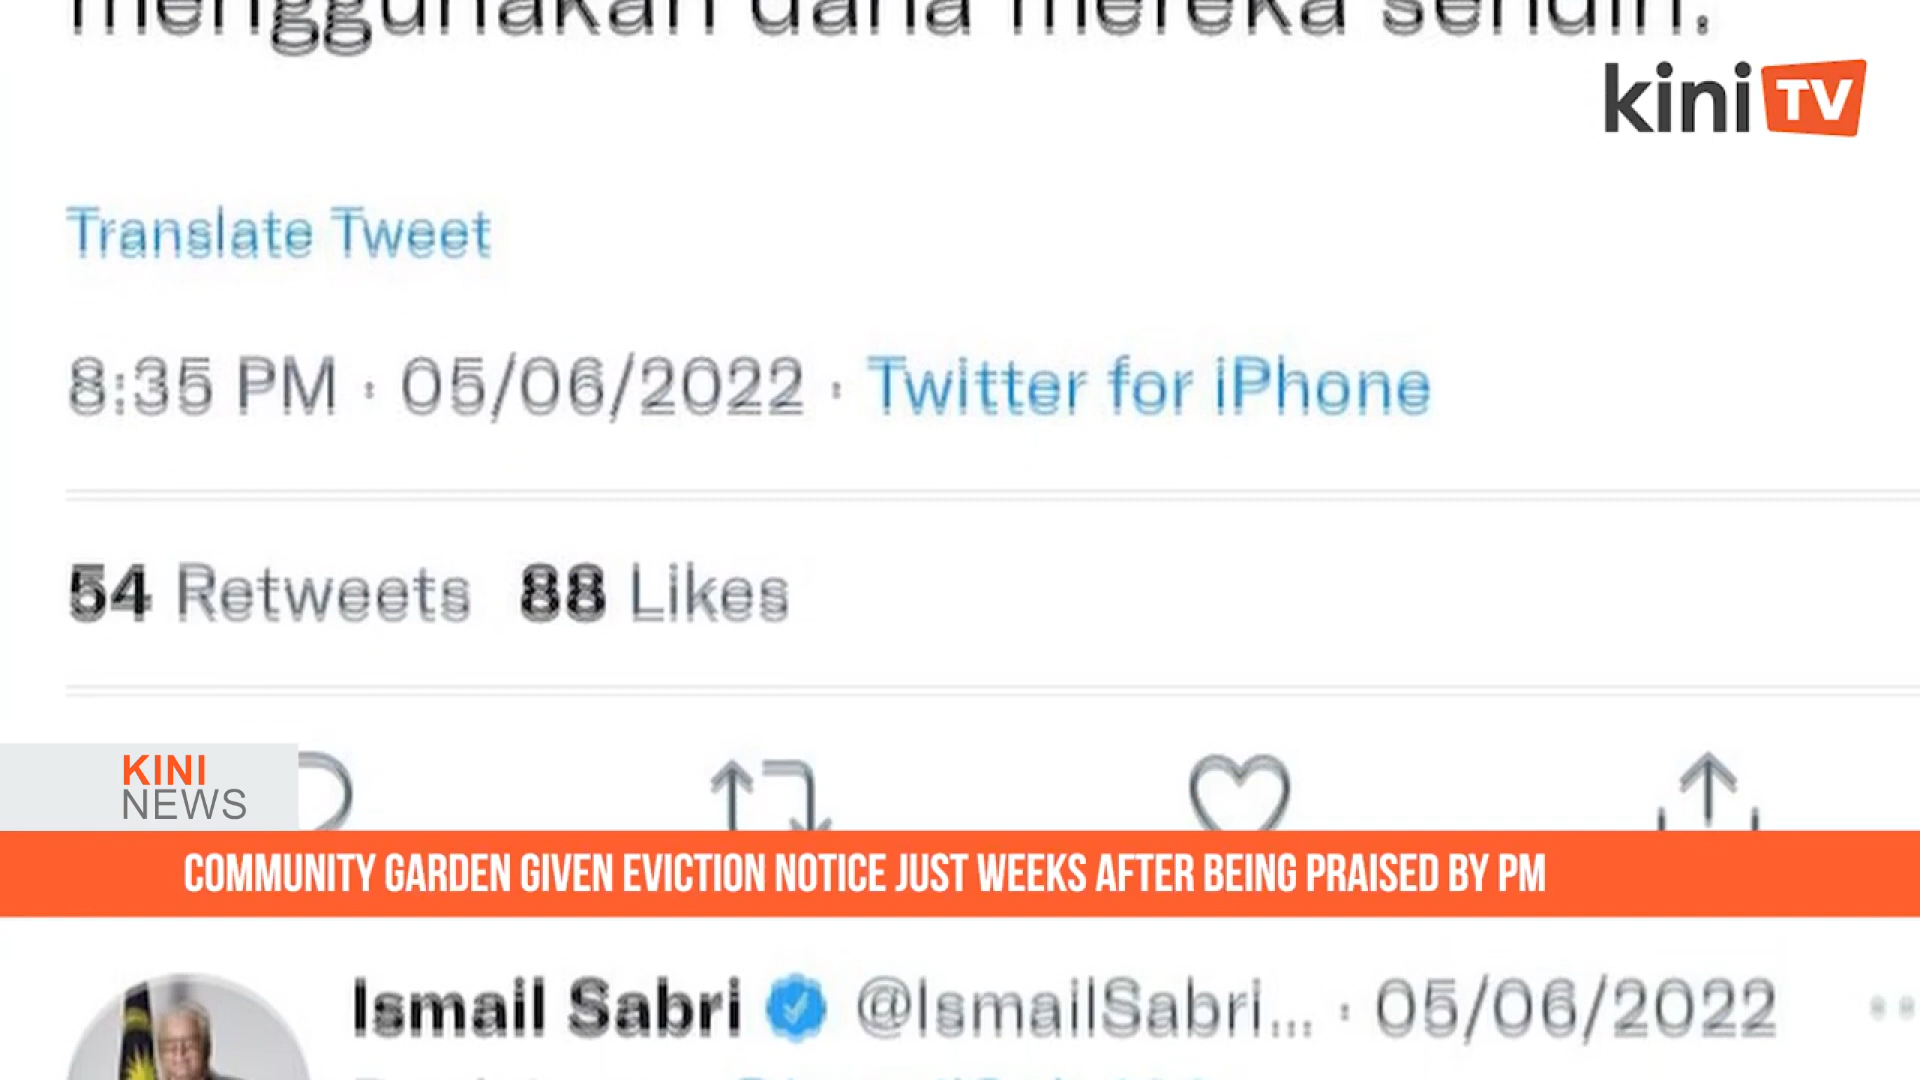 menggunakan dana mereka sendiri.
kini TV
Translate Tweet
8:35 PM · 05/06/2022 · Twitter for iPhone
54 Retweets 88 Likes
KINI
NEWS
COMMUNITY GARDEN GIVEN EVICTION NOTICE JUST WEEKS AFTER BEING PRAISED BY PM
Ismail Sabri @IsmailSabri... · 05/06/2022